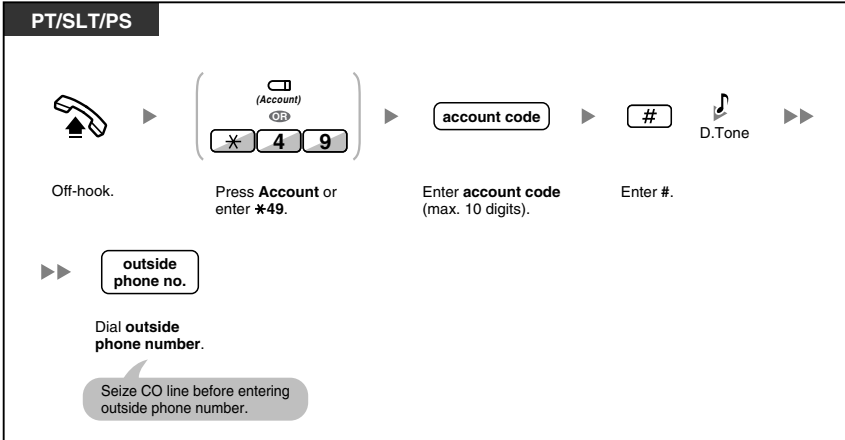 PT/SLT/PS
(Account)
OR
* 4 9
account code
#
D.Tone
Off-hook.
Press Account or
enter *49.
Enter account code
(max. 10 digits).
Enter #.
outside
phone no.
Dial outside
phone number.
Seize CO line before entering
outside phone number.